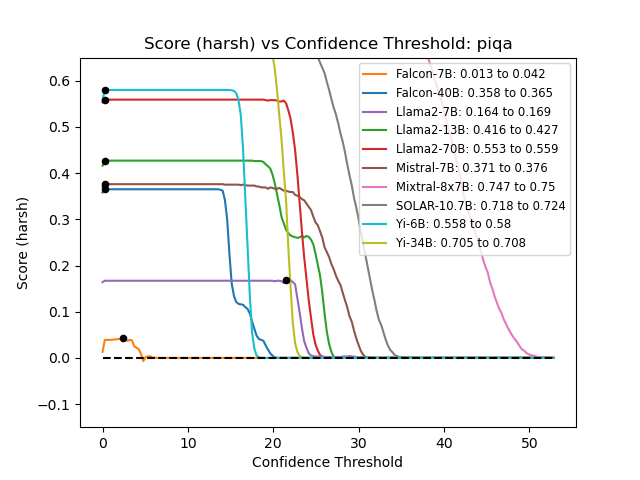 Score (harsh) vs Confidence Threshold: piqa
Score (harsh)
0.6
0.5
0.4
0.3
0.2
0.1
0.0
−0.1
0
10
20
30
40
50
Confidence Threshold
Falcon-7B: 0.013 to 0.042
Falcon-40B: 0.358 to 0.365
Llama2-7B: 0.164 to 0.169
Llama2-13B: 0.416 to 0.427
Llama2-70B: 0.553 to 0.559
Mistral-7B: 0.371 to 0.376
Mixtral-8x7B: 0.747 to 0.75
SOLAR-10.7B: 0.718 to 0.724
Yi-6B: 0.558 to 0.58
Yi-34B: 0.705 to 0.708